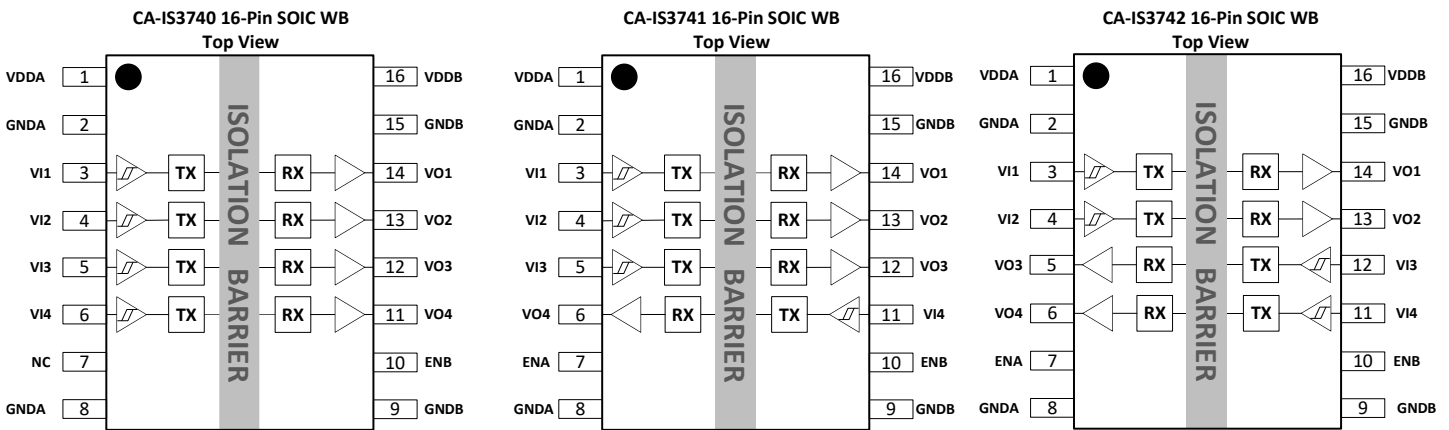 CA-IS3740 16-Pin SOIC WB
Top View
VDDA 1 16 VDDB
GNDA 2 15 GNDB
VI1 3 TX RX 14 VO1
VI2 4 TX RX 13 VO2
VI3 5 TX RX 12 VO3
VI4 6 TX RX 11 VO4
NC 7 10 ENB
GNDA 8 9 GNDB
ISOLATION BARRIER
CA-IS3741 16-Pin SOIC WB
Top View
VDDA 1 16 VDDB
GNDA 2 15 GNDB
VI1 3 TX RX 14 VO1
VI2 4 TX RX 13 VO2
VI3 5 TX RX 12 VO3
VO4 6 RX TX 11 VI4
ENA 7 10 ENB
GNDA 8 9 GNDB
ISOLATION BARRIER
CA-IS3742 16-Pin SOIC WB
Top View
VDDA 1 16 VDDB
GNDA 2 15 GNDB
VI1 3 TX RX 14 VO1
VI2 4 TX RX 13 VO2
VO3 5 RX TX 12 VI3
VO4 6 RX TX 11 VI4
ENA 7 10 ENB
GNDA 8 9 GNDB
ISOLATION BARRIER